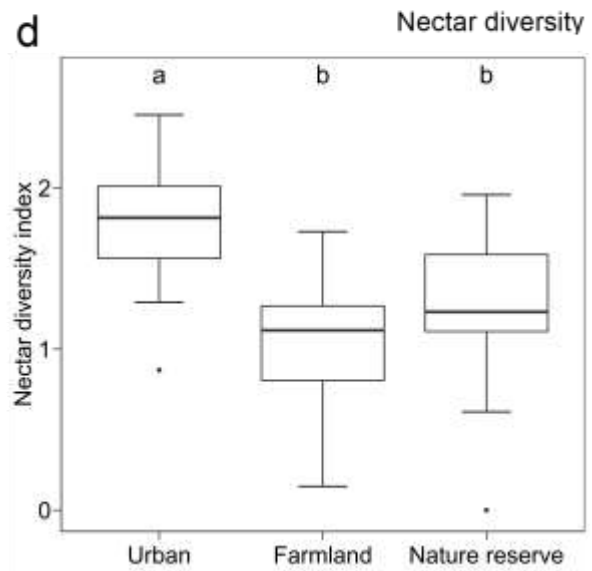 d
Nectar diversity
a b b
Nectar diversity index
2
1
0
Urban Farmland Nature reserve